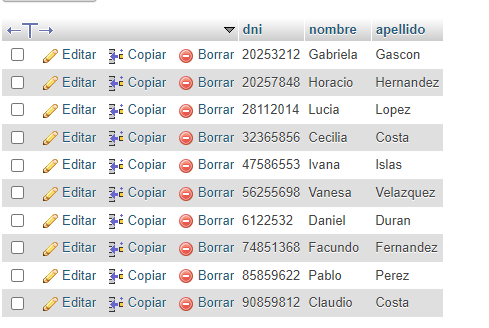 dni nombre apellido
Editar Copiar Borrar 20253212 Gabriela Gascon
Editar Copiar Borrar 20257848 Horacio Hernandez
Editar Copiar Borrar 28112014 Lucia Lopez
Editar Copiar Borrar 32365856 Cecilia Costa
Editar Copiar Borrar 47586553 Ivana Islas
Editar Copiar Borrar 56255698 Vanesa Velazquez
Editar Copiar Borrar 6122532 Daniel Duran
Editar Copiar Borrar 74851368 Facundo Fernandez
Editar Copiar Borrar 85859622 Pablo Perez
Editar Copiar Borrar 90859812 Claudio Costa